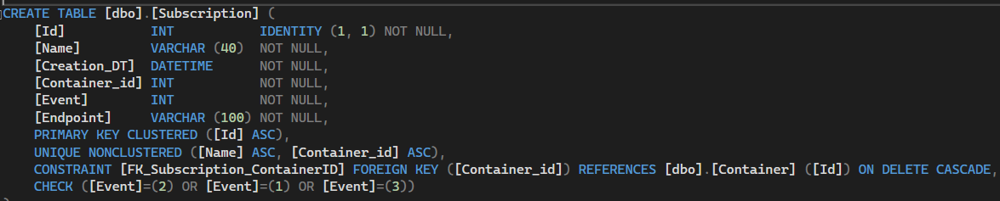 CREATE TABLE [dbo].[Subscription] (
    [Id]           INT           IDENTITY (1, 1) NOT NULL,
    [Name]         VARCHAR (40)  NOT NULL,
    [Creation_DT]  DATETIME      NOT NULL,
    [Container_id] INT           NOT NULL,
    [Event]        INT           NOT NULL,
    [Endpoint]     VARCHAR (100) NOT NULL,
    PRIMARY KEY CLUSTERED ([Id] ASC),
    UNIQUE NONCLUSTERED ([Name] ASC, [Container_id] ASC),
    CONSTRAINT [FK_Subscription_ContainerID] FOREIGN KEY ([Container_id]) REFERENCES [dbo].[Container] ([Id]) ON DELETE CASCADE,
    CHECK ([Event]=(2) OR [Event]=(1) OR [Event]=(3))